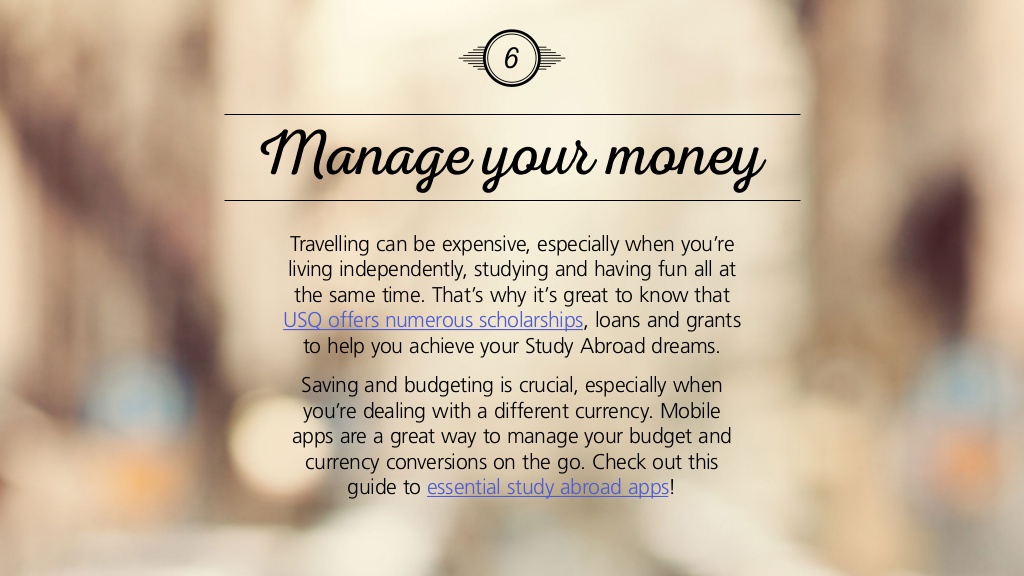 6
Manage your money
Travelling can be expensive, especially when you’re
living independently, studying and having fun all at
the same time. That’s why it’s great to know that
USQ offers numerous scholarships, loans and grants
to help you achieve your Study Abroad dreams.
Saving and budgeting is crucial, especially when
you’re dealing with a different currency. Mobile
apps are a great way to manage your budget and
currency conversions on the go. Check out this
guide to essential study abroad apps!